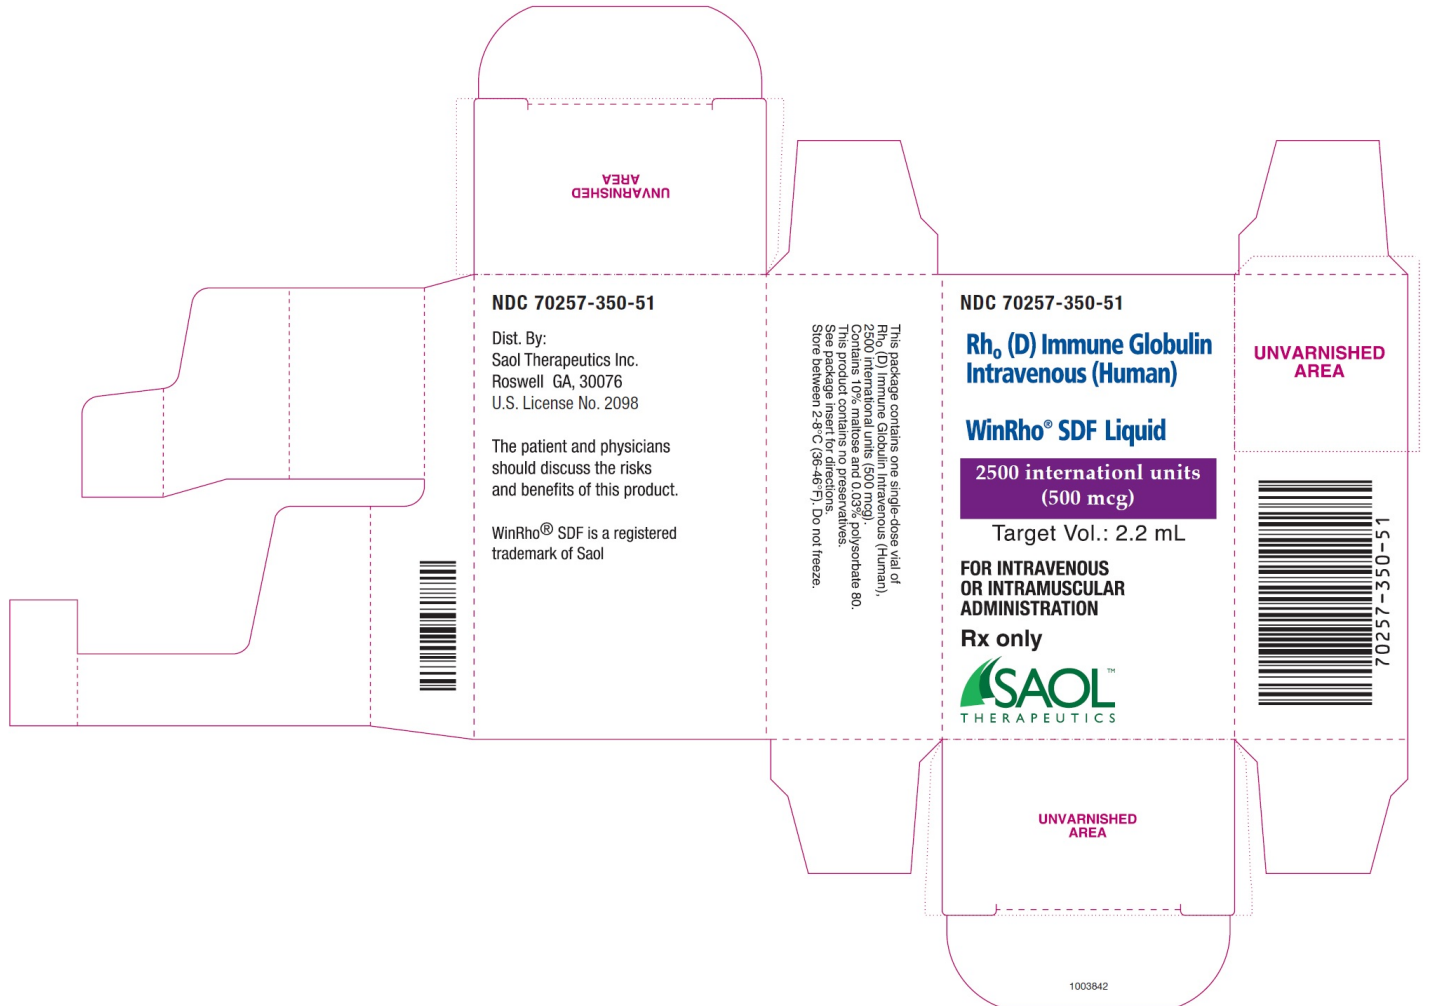 UNVARNISHED
AREA
NDC 70257-350-51
Dist. By:
Saol Therapeutics Inc.
Roswell GA, 30076
U.S. License No. 2098
The patient and physicians
should discuss the risks
and benefits of this product.
WinRho® SDF is a registered
trademark of Saol
This package contains one single-dose vial of
Rho (D) Immune Globulin Intravenous (Human),
2500 international units (500 mcg).
Contains 10% maltose and 0.03% polysorbate 80.
This product contains no preservatives.
See package insert for directions.
Store between 2-8°C (36-46°F). Do not freeze.
NDC 70257-350-51
Rho (D) Immune Globulin
Intravenous (Human)
WinRho® SDF Liquid
2500 internationl units
(500 mcg)
Target Vol.: 2.2 mL
FOR INTRAVENOUS
OR INTRAMUSCULAR
ADMINISTRATION
Rx only
SAOL™
THERAPEUTICS
UNVARNISHED
AREA
70257-350-51
UNVARNISHED
AREA
1003842